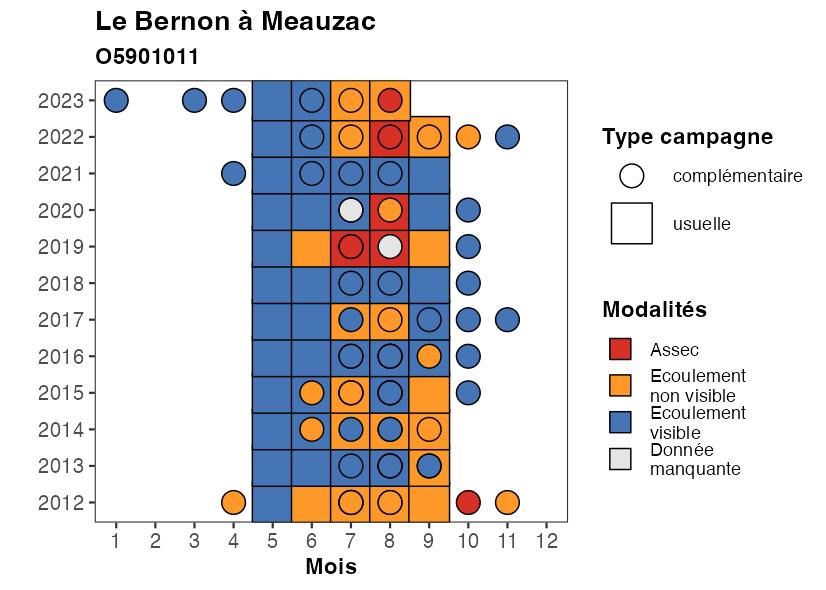 Le Bernon à Meauzac
O5901011
2023
2022
2021
2020
2019
2018
2017
2016
2015
2014
2013
2012
1 2 3 4 5 6 7 8 9 10 11 12
Mois
Type campagne
complémentaire
usuelle
Modalités
Assec
Ecoulement
non visible
Ecoulement
visible
Donnée
manquante